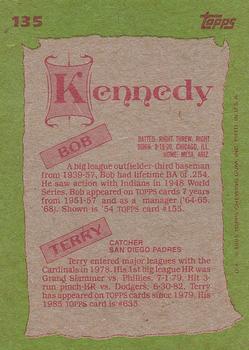 135
Topps
Kennedy
BOB
BATTED: RIGHT THREW: RIGHT
BORN: 8-18-20, CHICAGO, ILL.
HOME: MESA, ARIZ.
A big league outfielder-third baseman
from 1939-57, Bob had lifetime BA of .254.
He saw action with Indians in 1948 World
Series. Bob appeared on TOPPS cards 7 years
from 1951-57 and as a manager ('64-65,
'68). Shown is '54 TOPPS card #155.
TERRY
CATCHER
SAN DIEGO PADRES
Terry entered major leagues with the
Cardinals in 1978. His 1st big league HR was
Grand Slammer vs. Phillies, 7-1-79. Hit 3
run pinch-HR vs. Dodgers, 6-30-82. Terry
has appeared on TOPPS cards since 1979. His
1985 TOPPS card is #635.